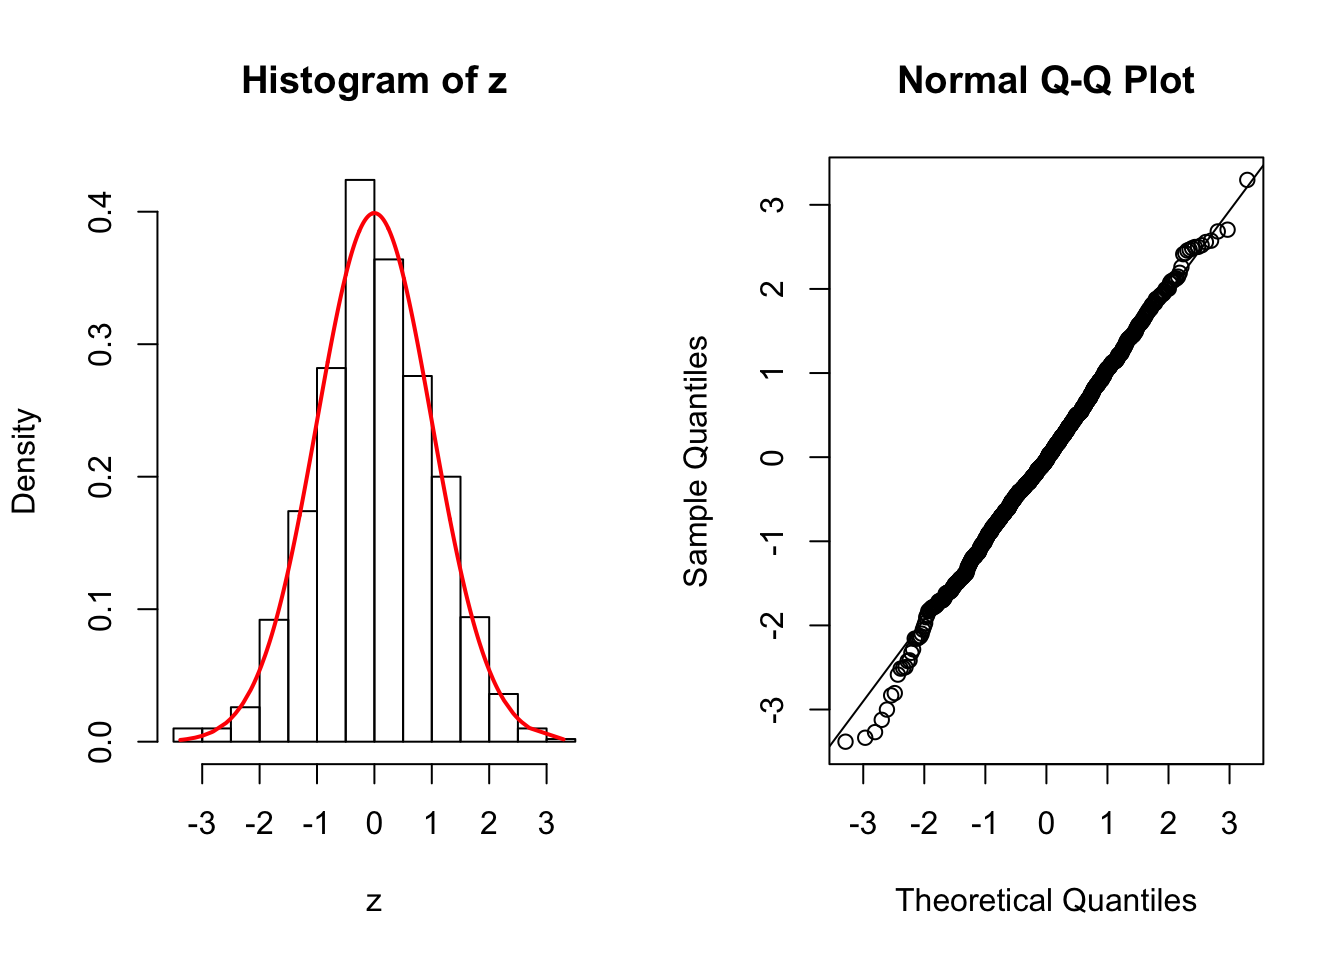 Histogram of z
Density
0.0 0.1 0.2 0.3 0.4
-3 -2 -1 0 1 2 3
z
Normal Q-Q Plot
Sample Quantiles
-3 -2 -1 0 1 2 3
-3 -2 -1 0 1 2 3
Theoretical Quantiles